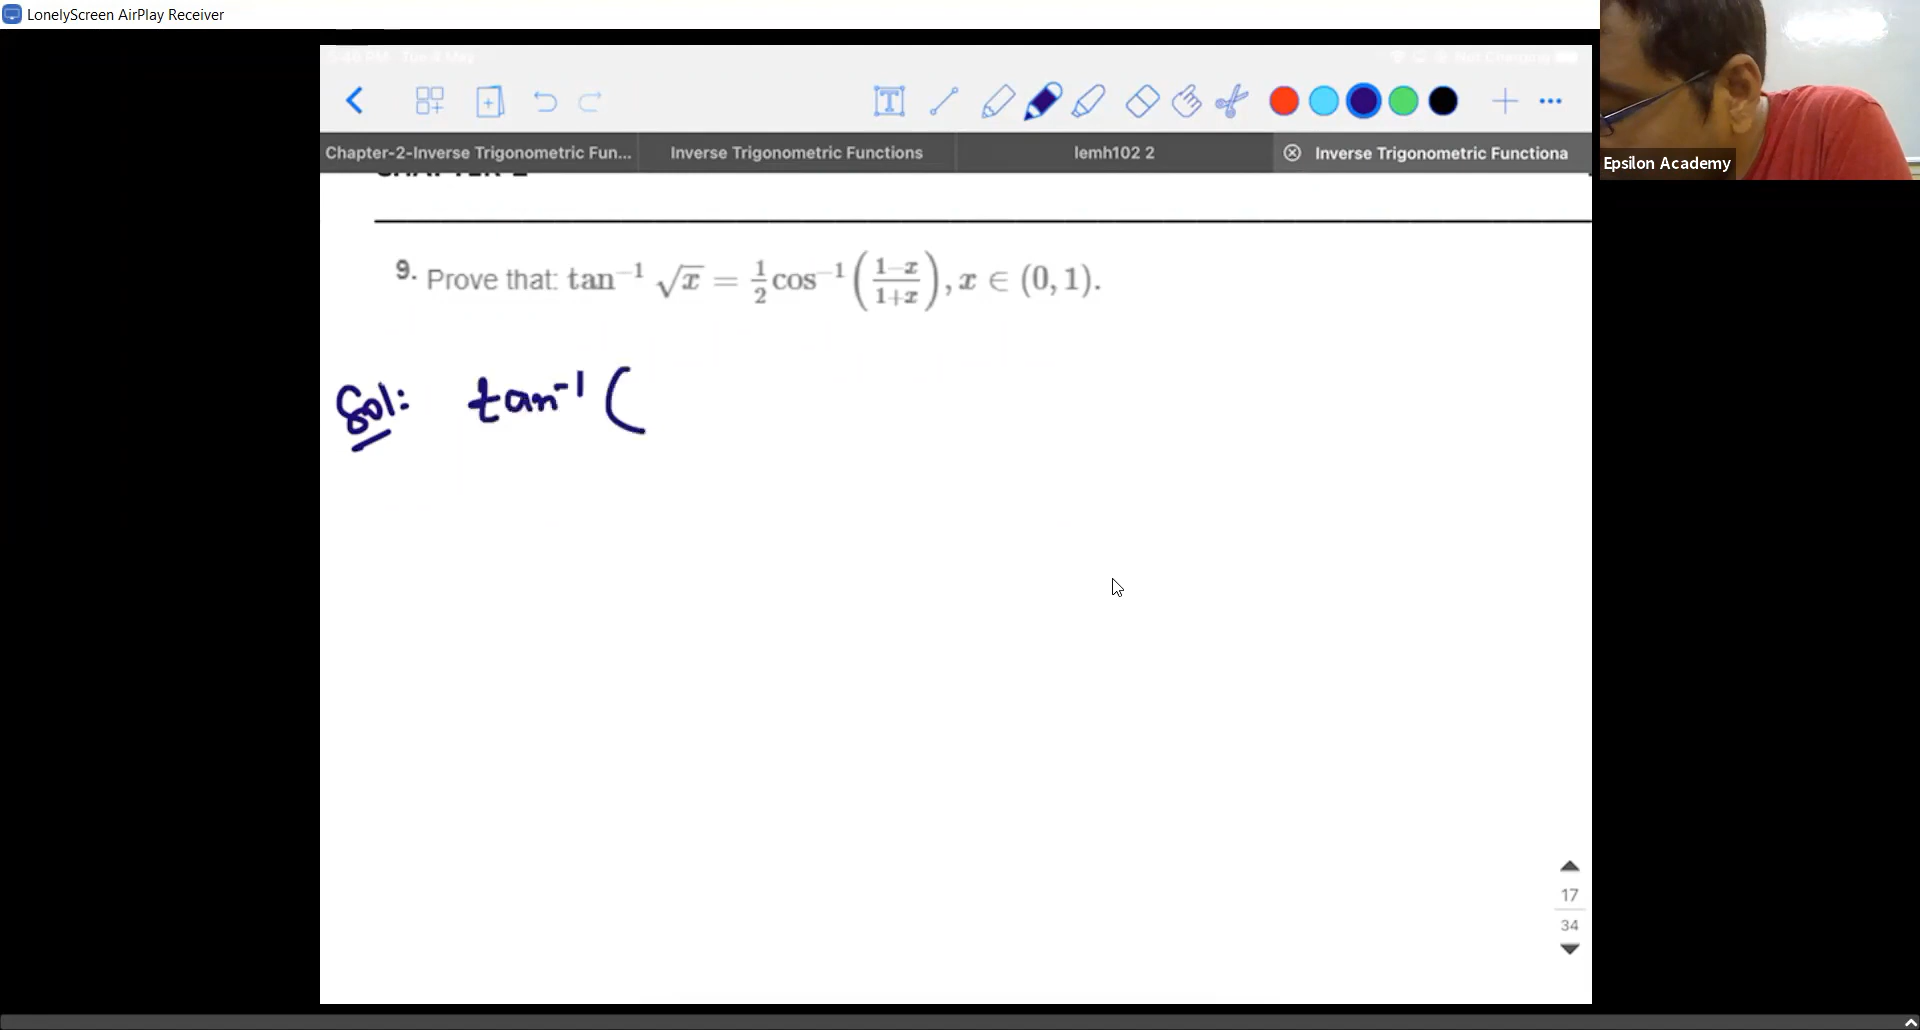 LonelyScreen AirPlay Receiver
Chapter-2-Inverse Trigonometric Fun...
Inverse Trigonometric Functions
lemh102 2
Inverse Trigonometric Functiona
Epsilon Academy
9. Prove that: tan⁻¹ √x = 1/2 cos⁻¹ ((1−x)/(1+x)), x ∈ (0, 1).
Sol: tan⁻¹ (
17
34